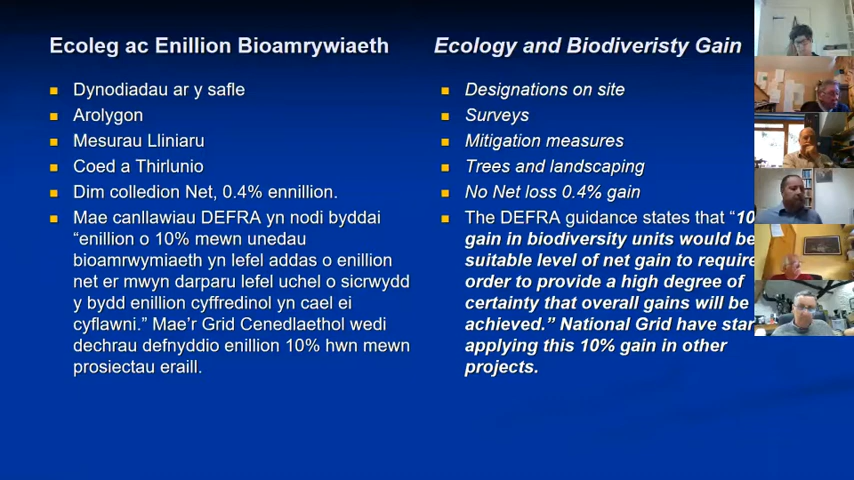 Ecoleg ac Enillion Bioamrywiaeth
Dynodiadau ar y safle
Arolygon
Mesurau Lliniaru
Coed a Thirlunio
Dim colledion Net, 0.4% ennillion.
Mae canllawiau DEFRA yn nodi byddai
“enillion o 10% mewn unedau
bioamrwymiaeth yn lefel addas o enillion
net er mwyn darparu lefel uchel o sicrwydd
y bydd enillion cyffredinol yn cael ei
cyflawni.” Mae’r Grid Cenedlaethol wedi
dechrau defnyddio enillion 10% hwn mewn
prosiectau eraill.
Ecology and Biodiveristy Gain
Designations on site
Surveys
Mitigation measures
Trees and landscaping
No Net loss 0.4% gain
The DEFRA guidance states that “10
gain in biodiversity units would be
suitable level of net gain to require
order to provide a high degree of
certainty that overall gains will be
achieved.” National Grid have star
applying this 10% gain in other
projects.